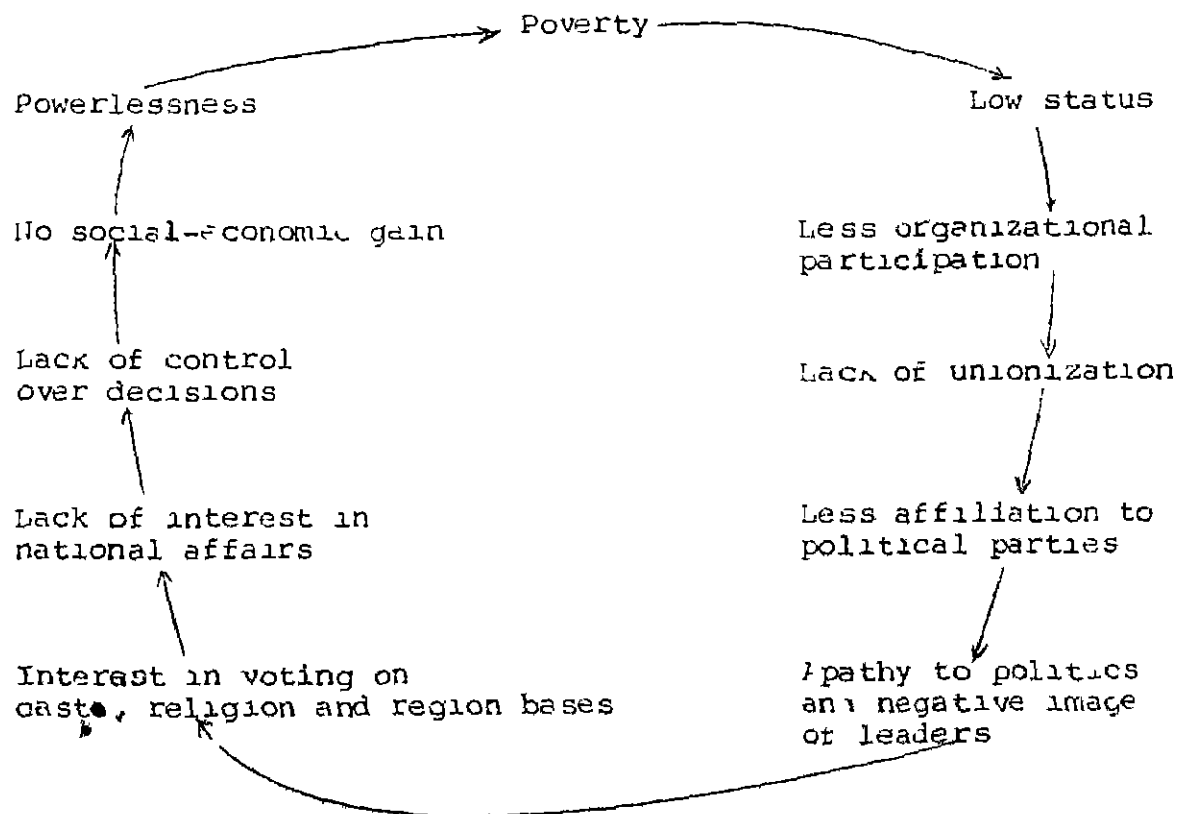 Poverty
Powerlessness
Low status
No social-economic gain
Less organizational
participation
Lack of control
over decisions
Lack of unionization
Lack of interest in
national affairs
Less affiliation to
political parties
Interest in voting on
caste, religion and region bases
Apathy to politics
and negative image
of leaders